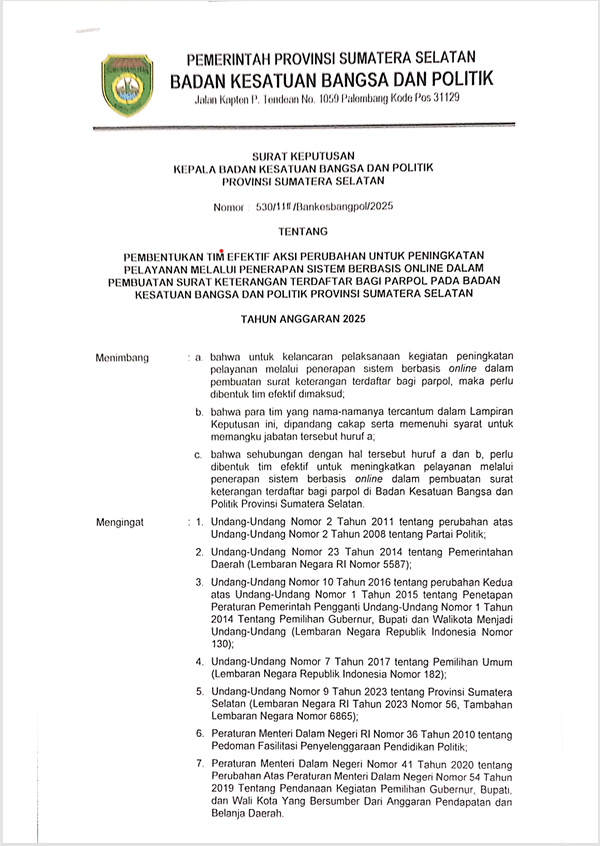 PEMERINTAH PROVINSI SUMATERA SELATAN
BADAN KESATUAN BANGSA DAN POLITIK
Jalan Kapten P. Tendean No. 1059 Palembang Kode Pos 31129
SURAT KEPUTUSAN
KEPALA BADAN KESATUAN BANGSA DAN POLITIK
PROVINSI SUMATERA SELATAN
Nomor : 530/118/Bankesbangpol/2025
TENTANG
PEMBENTUKAN TIM EFEKTIF AKSI PERUBAHAN UNTUK PENINGKATAN
PELAYANAN MELALUI PENERAPAN SISTEM BERBASIS ONLINE DALAM
PEMBUATAN SURAT KETERANGAN TERDAFTAR BAGI PARPOL PADA BADAN
KESATUAN BANGSA DAN POLITIK PROVINSI SUMATERA SELATAN
TAHUN ANGGARAN 2025
Menimbang : a. bahwa untuk kelancaran pelaksanaan kegiatan peningkatan
pelayanan melalui penerapan sistem berbasis online dalam
pembuatan surat keterangan terdaftar bagi parpol, maka perlu
dibentuk tim efektif dimaksud;
b. bahwa para tim yang nama-namanya tercantum dalam Lampiran
Keputusan ini, dipandang cakap serta memenuhi syarat untuk
memangku jabatan tersebut huruf a;
c. bahwa sehubungan dengan hal tersebut huruf a dan b, perlu
dibentuk tim efektif untuk meningkatkan pelayanan melalui
penerapan sistem berbasis online dalam pembuatan surat
keterangan terdaftar bagi parpol di Badan Kesatuan Bangsa dan
Politik Provinsi Sumatera Selatan.
Mengingat : 1. Undang-Undang Nomor 2 Tahun 2011 tentang perubahan atas
Undang-Undang Nomor 2 Tahun 2008 tentang Partai Politik;
2. Undang-Undang Nomor 23 Tahun 2014 tentang Pemerintahan
Daerah (Lembaran Negara RI Nomor 5587);
3. Undang-Undang Nomor 10 Tahun 2016 tentang perubahan Kedua
atas Undang-Undang Nomor 1 Tahun 2015 tentang Penetapan
Peraturan Pemerintah Pengganti Undang-Undang Nomor 1 Tahun
2014 Tentang Pemilihan Gubernur, Bupati dan Walikota Menjadi
Undang-Undang (Lembaran Negara Republik Indonesia Nomor
130);
4. Undang-Undang Nomor 7 Tahun 2017 tentang Pemilihan Umum
(Lembaran Negara Republik Indonesia Nomor 182);
5. Undang-Undang Nomor 9 Tahun 2023 tentang Provinsi Sumatera
Selatan (Lembaran Negara RI Tahun 2023 Nomor 56, Tambahan
Lembaran Negara Nomor 6865);
6. Peraturan Menteri Dalam Negeri RI Nomor 36 Tahun 2010 tentang
Pedoman Fasilitasi Penyelenggaraan Pendidikan Politik;
7. Peraturan Menteri Dalam Negeri Nomor 41 Tahun 2020 tentang
Perubahan Atas Peraturan Menteri Dalam Negeri Nomor 54 Tahun
2019 Tentang Pendanaan Kegiatan Pemilihan Gubernur, Bupati,
dan Wali Kota Yang Bersumber Dari Anggaran Pendapatan dan
Belanja Daerah.